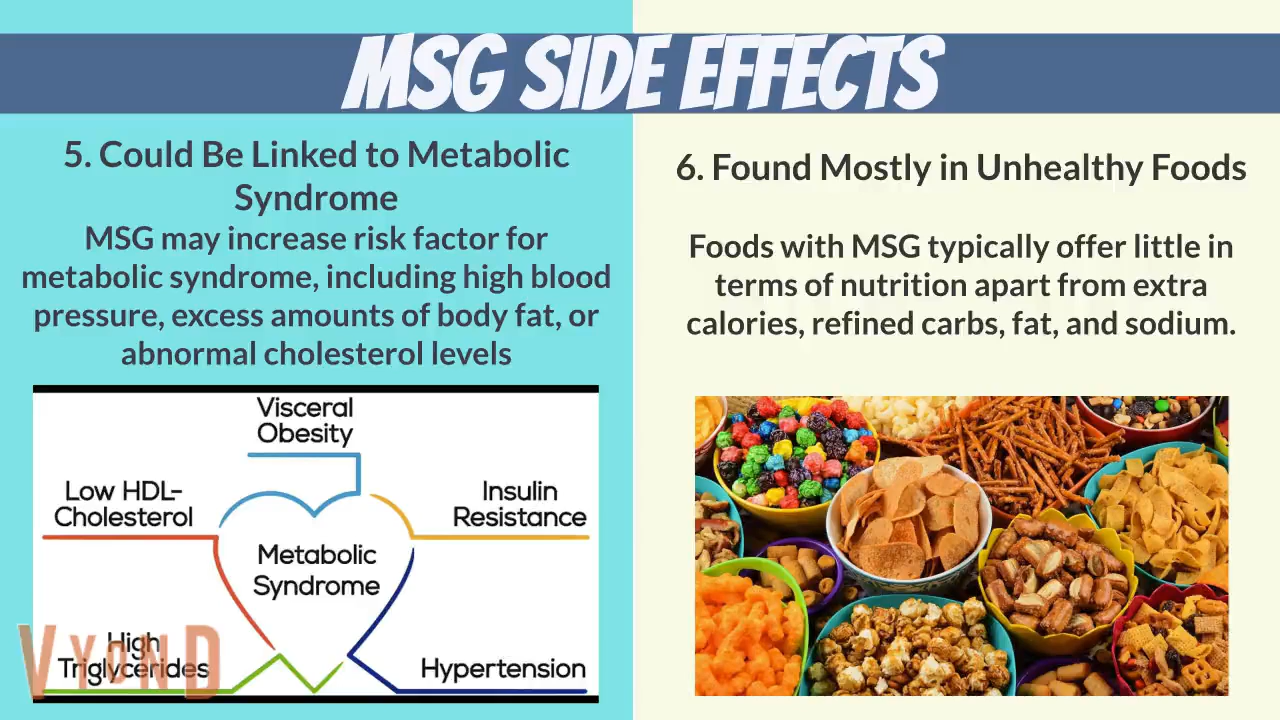 MSG SIDE EFFECTS
5. Could Be Linked to Metabolic
Syndrome
MSG may increase risk factor for
metabolic syndrome, including high blood
pressure, excess amounts of body fat, or
abnormal cholesterol levels
Visceral
Obesity
Low HDL-
Cholesterol
Insulin
Resistance
Metabolic
Syndrome
High
Triglycerides
Hypertension
VYOND
6. Found Mostly in Unhealthy Foods
Foods with MSG typically offer little in
terms of nutrition apart from extra
calories, refined carbs, fat, and sodium.